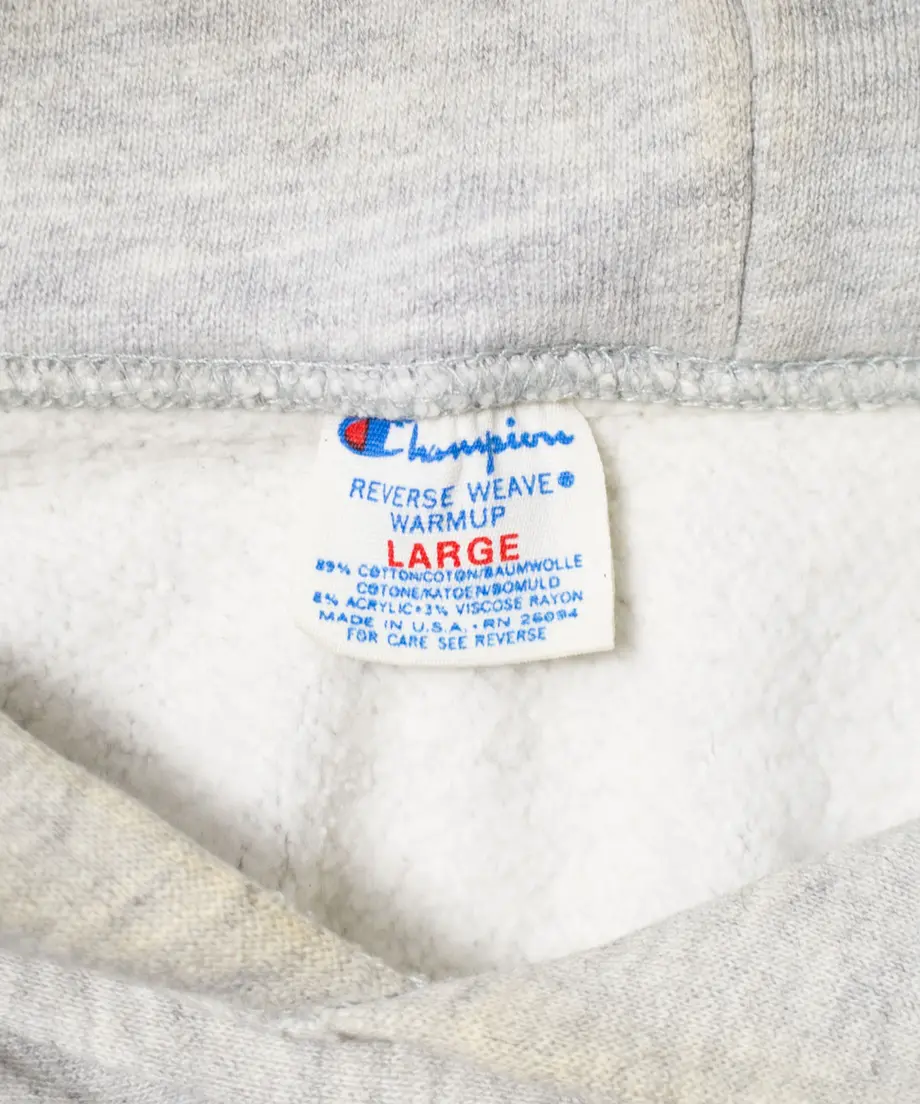 Champion
REVERSE WEAVE®
WARMUP
LARGE
89% COTTON/COTON/BAUMWOLLE
COTONE/KATOEN/BOMULD
8% ACRYLIC•3% VISCOSE RAYON
MADE IN U.S.A. • RN 26094
FOR CARE SEE REVERSE